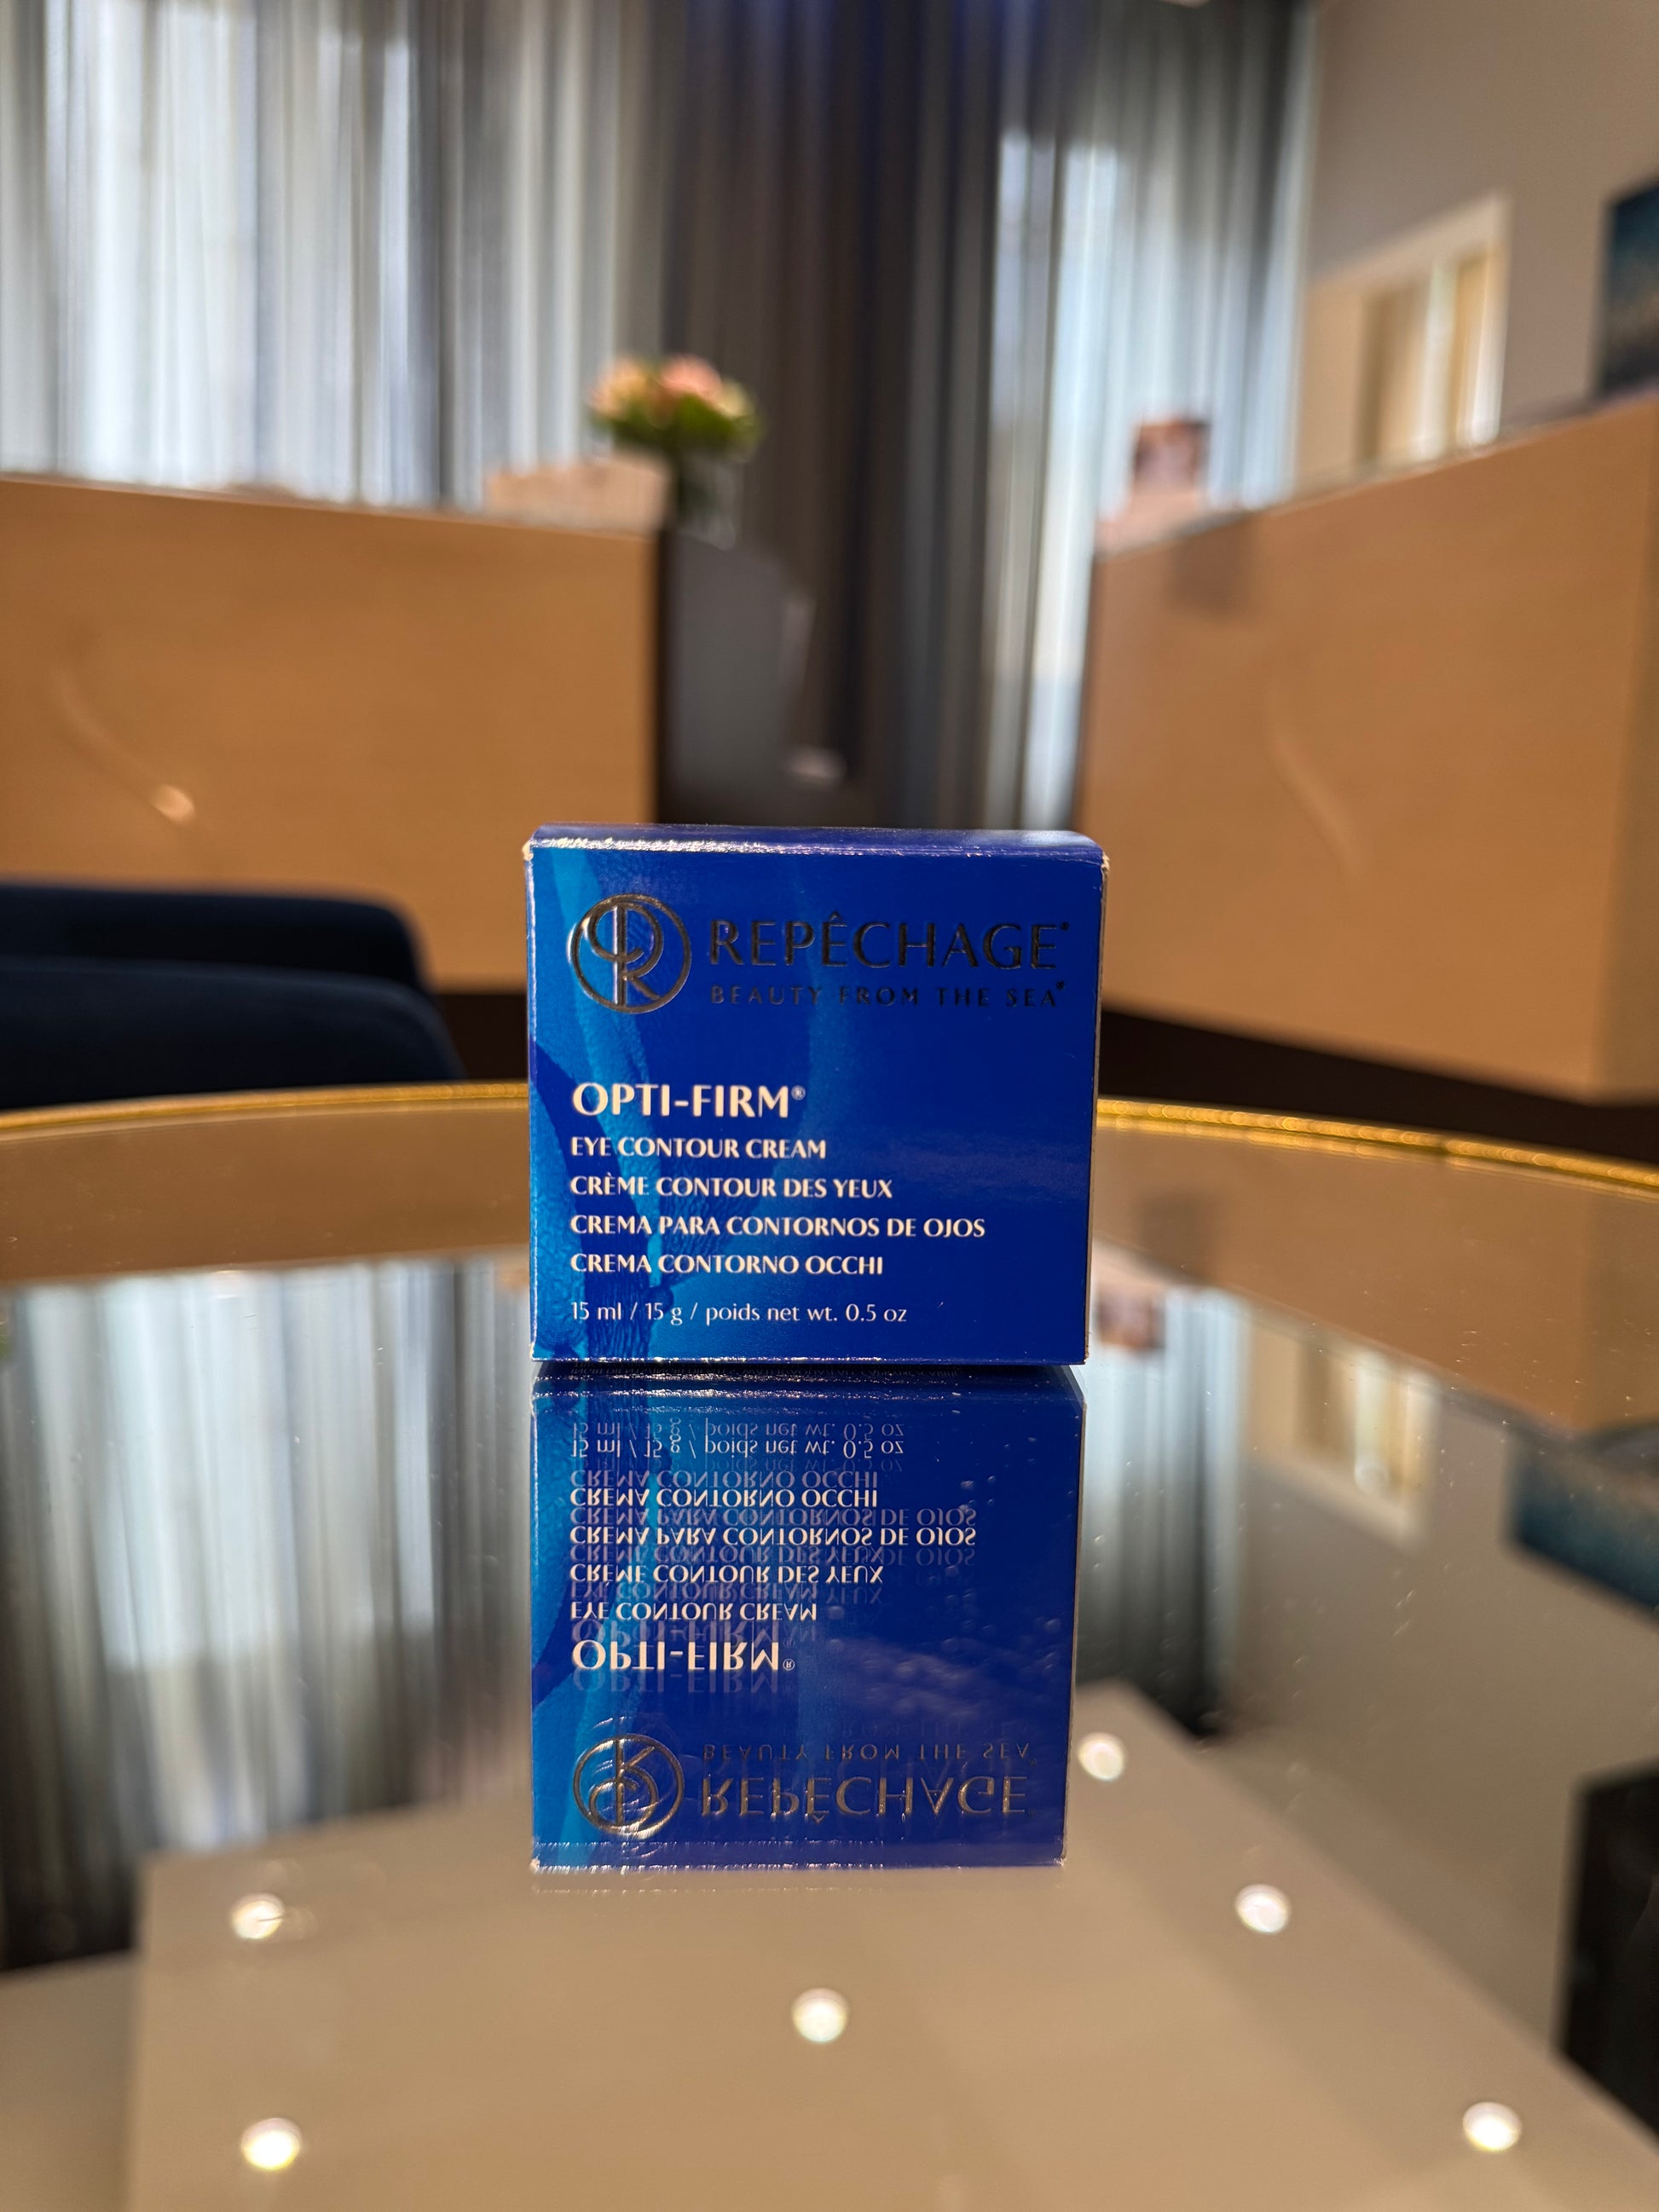 REPÊCHAGE®
BEAUTY FROM THE SEA®
OPTI-FIRM®
EYE CONTOUR CREAM
CRÈME CONTOUR DES YEUX
CREMA PARA CONTORNOS DE OJOS
CREMA CONTORNO OCCHI
15 ml / 15 g / poids net wt. 0.5 oz